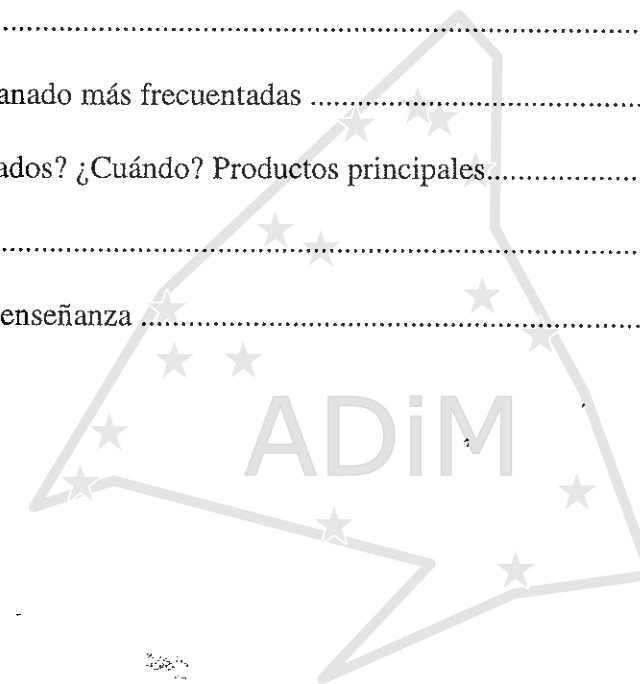 ................................................................................
anado más frecuentadas ..........................................
ados? ¿Cuándo? Productos principales...................
................................................................................
enseñanza ................................................................
ADiM